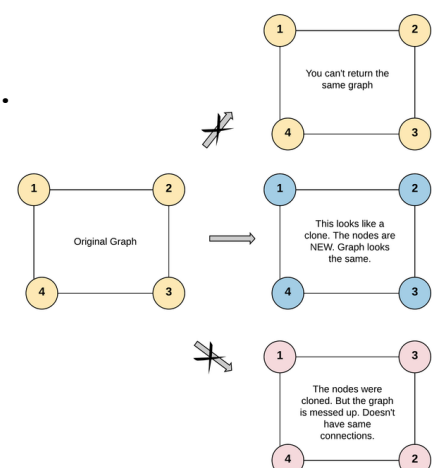 1
2
You can't return the
same graph
4
3
1
2
Original Graph
4
3
1
2
This looks like a
clone. The nodes are
NEW. Graph looks
the same.
4
3
1
3
The nodes were
cloned. But the graph
is messed up. Doesn't
have same
connections.
4
2